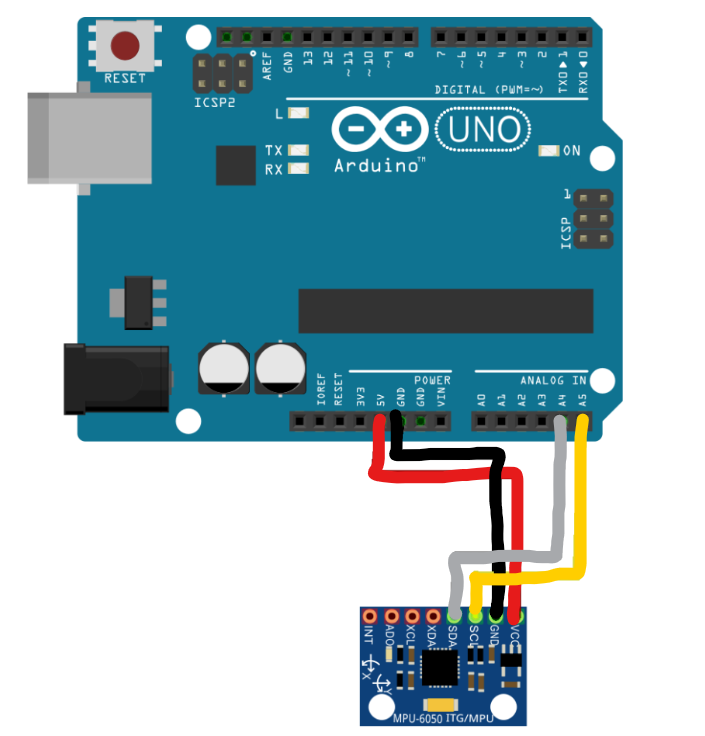 RESET
ICSP2
AREF
GND
13
12
~11
~10
~9
8
7
~6
~5
4
~3
2
TX0▶1
RX0◀0
DIGITAL (PWM=~)
L
TX
RX
UNO
Arduino™
ON
1
ICSP
POWER
ANALOG IN
IOREF
RESET
3V3
5V
GND
GND
VIN
A0
A1
A2
A3
A4
A5
INT
ADO
XCL
XDA
SDA
SCL
GND
VCC
X
Y
MPU-6050 ITG/MPU